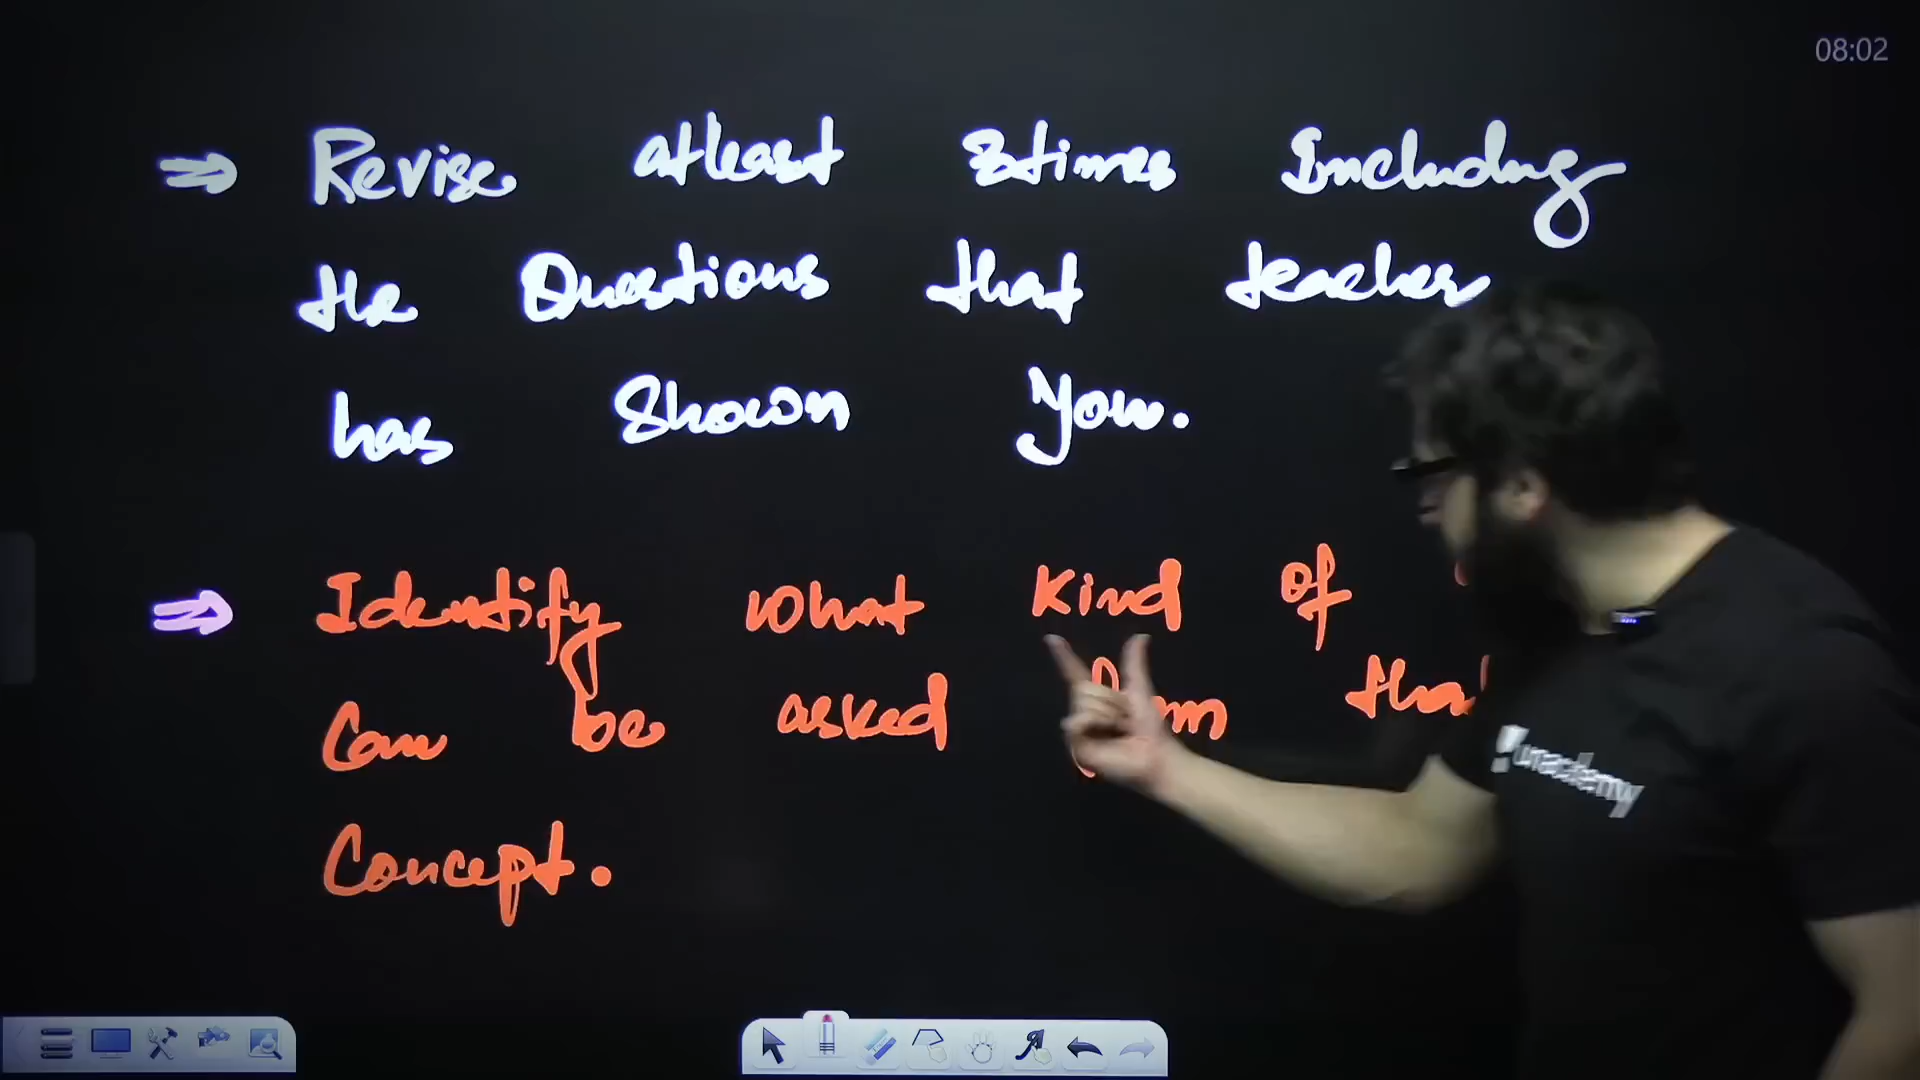 08:02
⇒ Revise atleast 3times Including
the Questions that teacher
has Shown You.
⇒ Identify what Kind of
Can be asked that
Concept.
unacademy